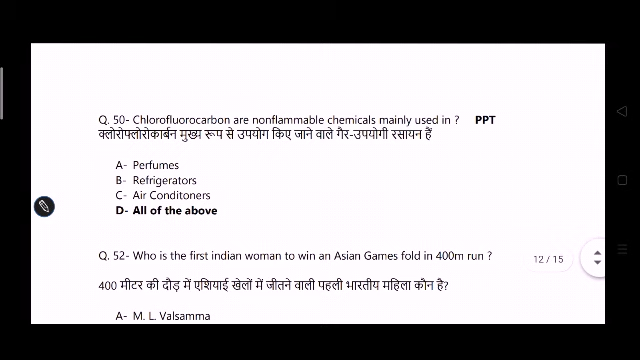 Q. 50- Chlorofluorocarbon are nonflammable chemicals mainly used in ? PPT
क्लोरोफ्लोरोकार्बन मुख्य रूप से उपयोग किए जाने वाले गैर-उपयोगी रसायन हैं
A- Perfumes
B- Refrigerators
C- Air Conditoners
D- All of the above
Q. 52- Who is the first indian woman to win an Asian Games fold in 400m run ?
12 / 15
400 मीटर की दौड़ में एशियाई खेलों में जीतने वाली पहली भारतीय महिला कौन है?
A- M. L. Valsamma